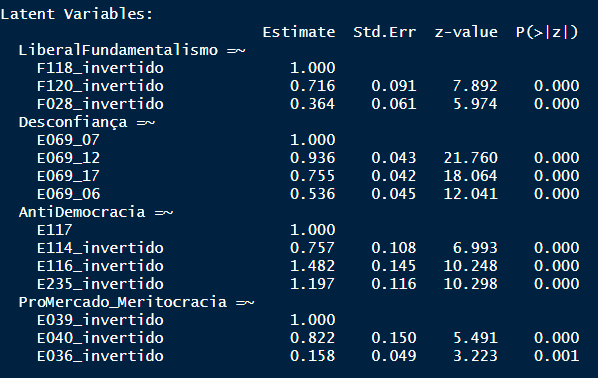 Latent Variables:
Estimate Std.Err z-value P(>|z|)
LiberalFundamentalismo =~
F118_invertido 1.000
F120_invertido 0.716 0.091 7.892 0.000
F028_invertido 0.364 0.061 5.974 0.000
Desconfiança =~
E069_07 1.000
E069_12 0.936 0.043 21.760 0.000
E069_17 0.755 0.042 18.064 0.000
E069_06 0.536 0.045 12.041 0.000
AntiDemocracia =~
E117 1.000
E114_invertido 0.757 0.108 6.993 0.000
E116_invertido 1.482 0.145 10.248 0.000
E235_invertido 1.197 0.116 10.298 0.000
ProMercado_Meritocracia =~
E039_invertido 1.000
E040_invertido 0.822 0.150 5.491 0.000
E036_invertido 0.158 0.049 3.223 0.001